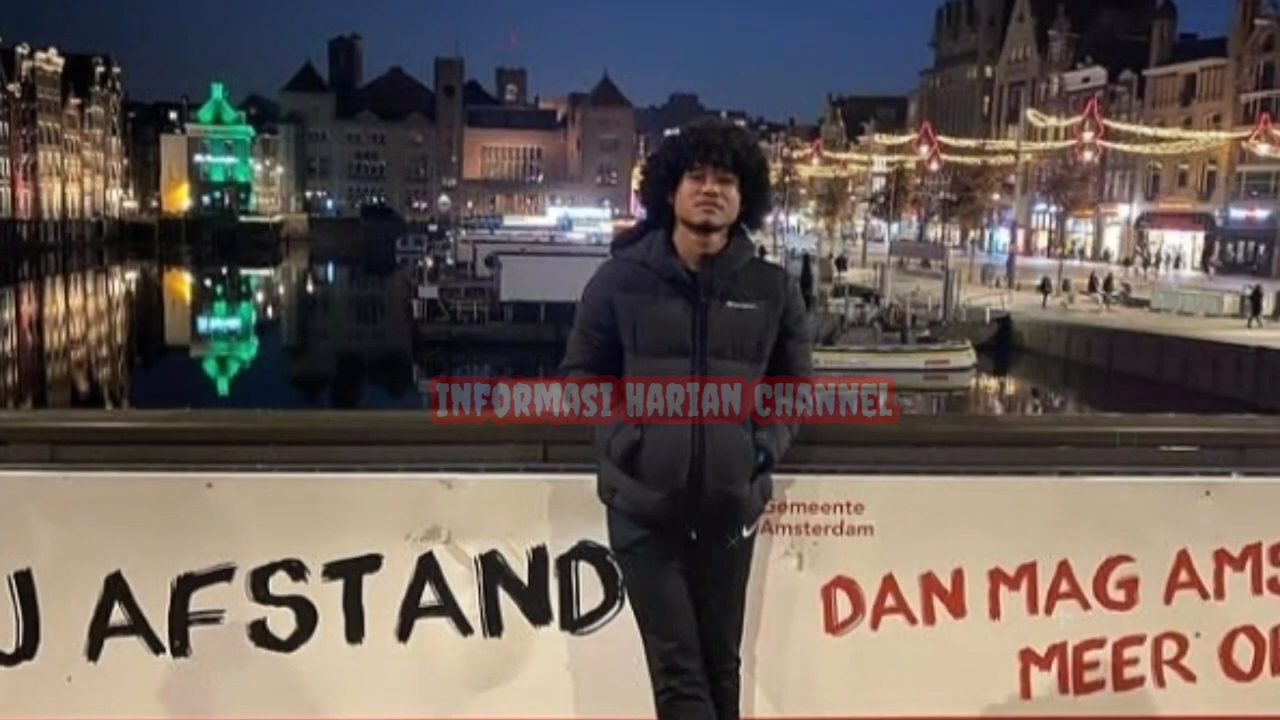 INFORMASI HARIAN CHANNEL
Gemeente
Amsterdam
J AFSTAND
DAN MAG AMS
MEER O